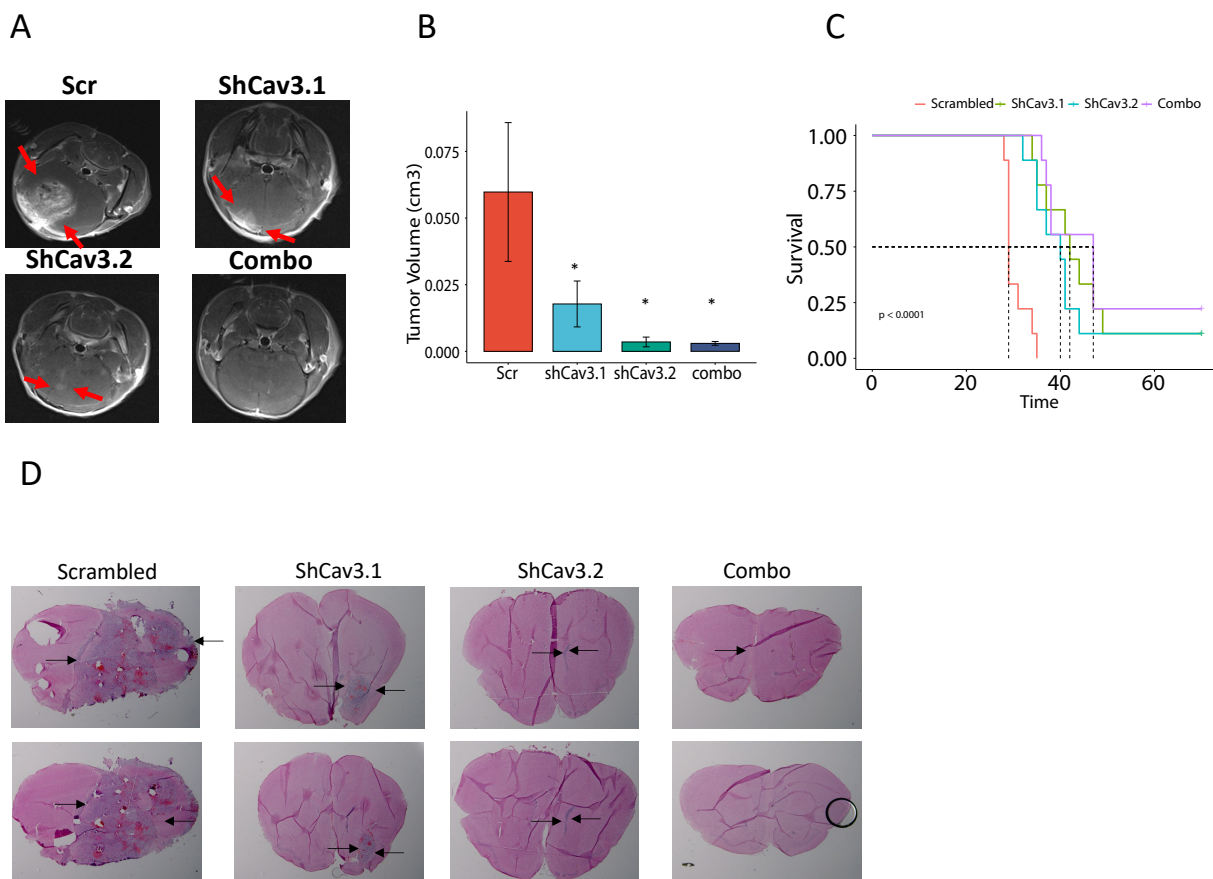 A
Scr
ShCav3.1
ShCav3.2
Combo
B
Tumor Volume (cm3)
0.075
0.050
0.025
0.000
*
*
*
Scr
shCav3.1
shCav3.2
combo
C
Scrambled ShCav3.1 ShCav3.2 Combo
Survival
1.00
0.75
0.50
0.25
0.00
p < 0.0001
0 20 40 60
Time
D
Scrambled
ShCav3.1
ShCav3.2
Combo